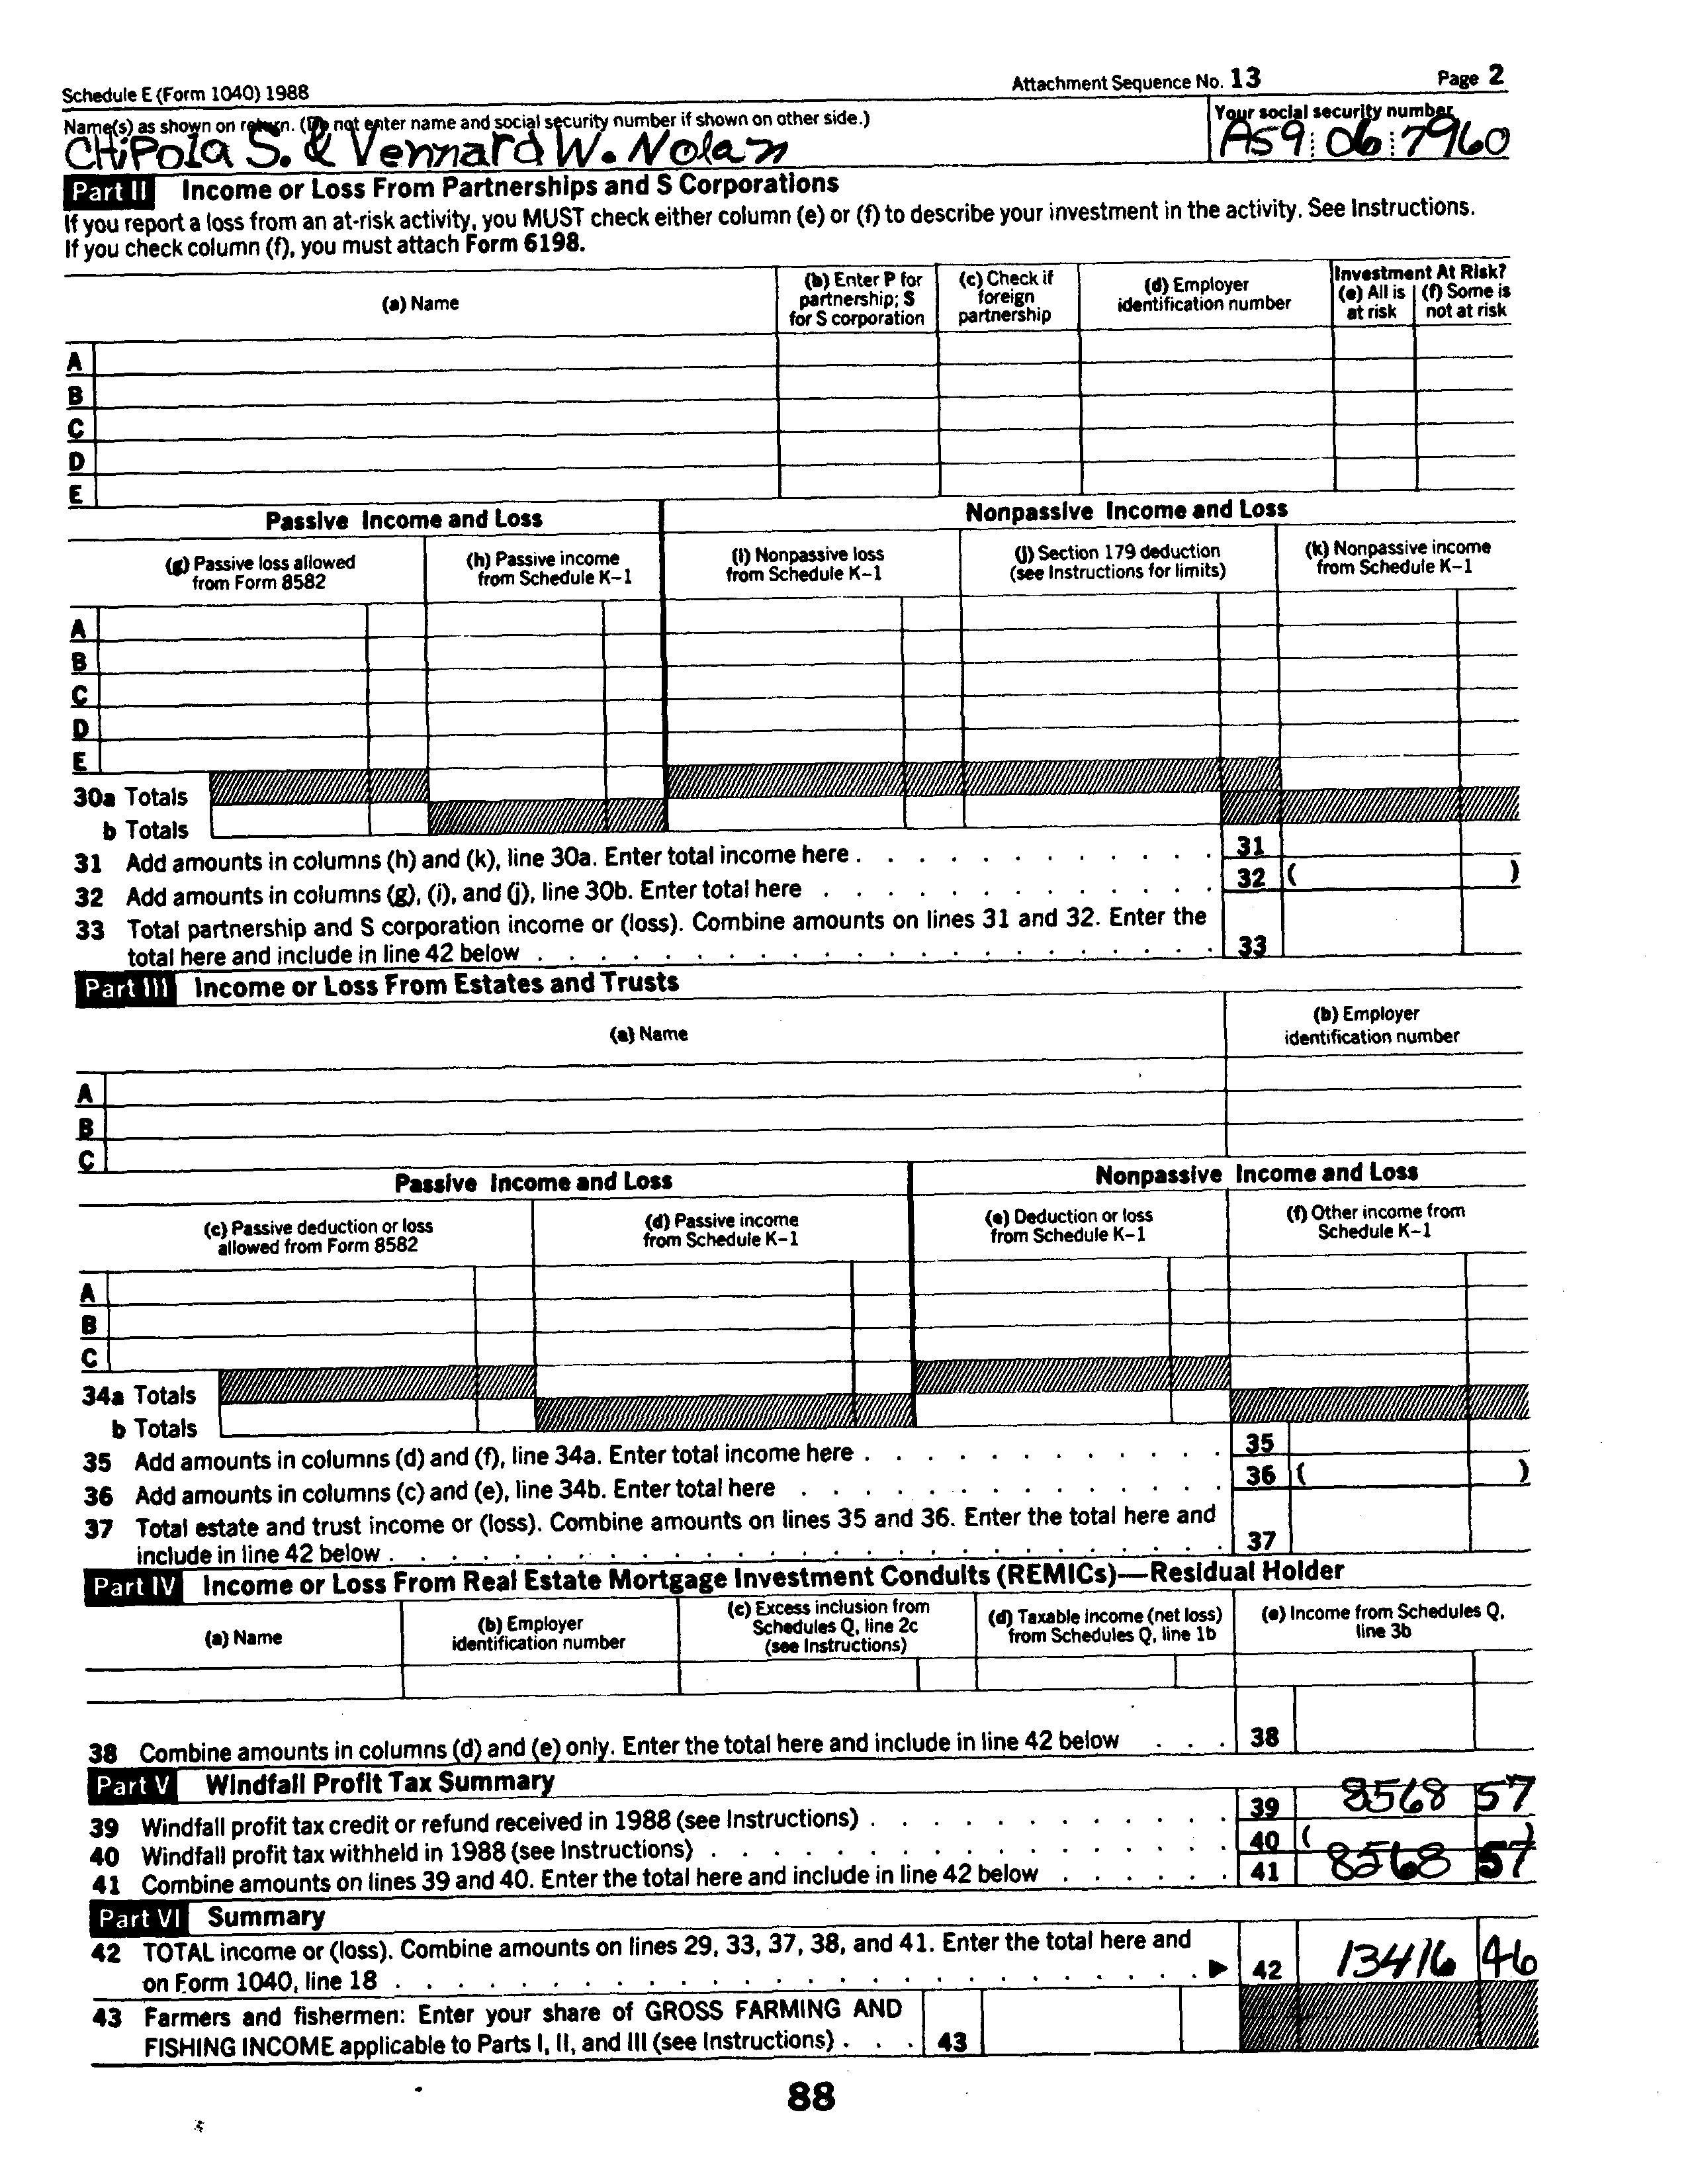 Schedule E (Form 1040) 1988 Attachment Sequence No. 13 Page 2
Name(s) as shown on return. (Do not enter name and social security number if shown on other side.) Your social security number
CHiPola S. & Vennard W. Nolan A59 06 7960
Part II Income or Loss From Partnerships and S Corporations
If you report a loss from an at-risk activity, you MUST check either column (e) or (f) to describe your investment in the activity. See Instructions.
If you check column (f), you must attach Form 6198.
(a) Name (b) Enter P for partnership; S for S corporation (c) Check if foreign partnership (d) Employer identification number Investment At Risk? (e) All is at risk (f) Some is not at risk
A
B
C
D
E
Passive Income and Loss Nonpassive Income and Loss
(g) Passive loss allowed from Form 8582 (h) Passive income from Schedule K-1 (i) Nonpassive loss from Schedule K-1 (j) Section 179 deduction (see Instructions for limits) (k) Nonpassive income from Schedule K-1
A
B
C
D
E
30a Totals
b Totals
31 Add amounts in columns (h) and (k), line 30a. Enter total income here . 31
32 Add amounts in columns (g), (i), and (j), line 30b. Enter total here . 32 ( )
33 Total partnership and S corporation income or (loss). Combine amounts on lines 31 and 32. Enter the
total here and include in line 42 below . 33
Part III Income or Loss From Estates and Trusts
(a) Name (b) Employer identification number
A
B
C
Passive Income and Loss Nonpassive Income and Loss
(c) Passive deduction or loss allowed from Form 8582 (d) Passive income from Schedule K-1 (e) Deduction or loss from Schedule K-1 (f) Other income from Schedule K-1
A
B
C
34a Totals
b Totals
35 Add amounts in columns (d) and (f), line 34a. Enter total income here . 35
36 Add amounts in columns (c) and (e), line 34b. Enter total here . 36 ( )
37 Total estate and trust income or (loss). Combine amounts on lines 35 and 36. Enter the total here and
include in line 42 below . 37
Part IV Income or Loss From Real Estate Mortgage Investment Conduits (REMICs)—Residual Holder
(a) Name (b) Employer identification number (c) Excess inclusion from Schedules Q, line 2c (see Instructions) (d) Taxable income (net loss) from Schedules Q, line 1b (e) Income from Schedules Q, line 3b
38 Combine amounts in columns (d) and (e) only. Enter the total here and include in line 42 below . . . 38
Part V Windfall Profit Tax Summary
39 Windfall profit tax credit or refund received in 1988 (see Instructions) . 39 8568 57
40 Windfall profit tax withheld in 1988 (see Instructions) . 40 ( )
41 Combine amounts on lines 39 and 40. Enter the total here and include in line 42 below . 41 8568 57
Part VI Summary
42 TOTAL income or (loss). Combine amounts on lines 29, 33, 37, 38, and 41. Enter the total here and
on Form 1040, line 18 . ▶ 42 13416 46
43 Farmers and fishermen: Enter your share of GROSS FARMING AND
FISHING INCOME applicable to Parts I, II, and III (see Instructions) . . . 43
88